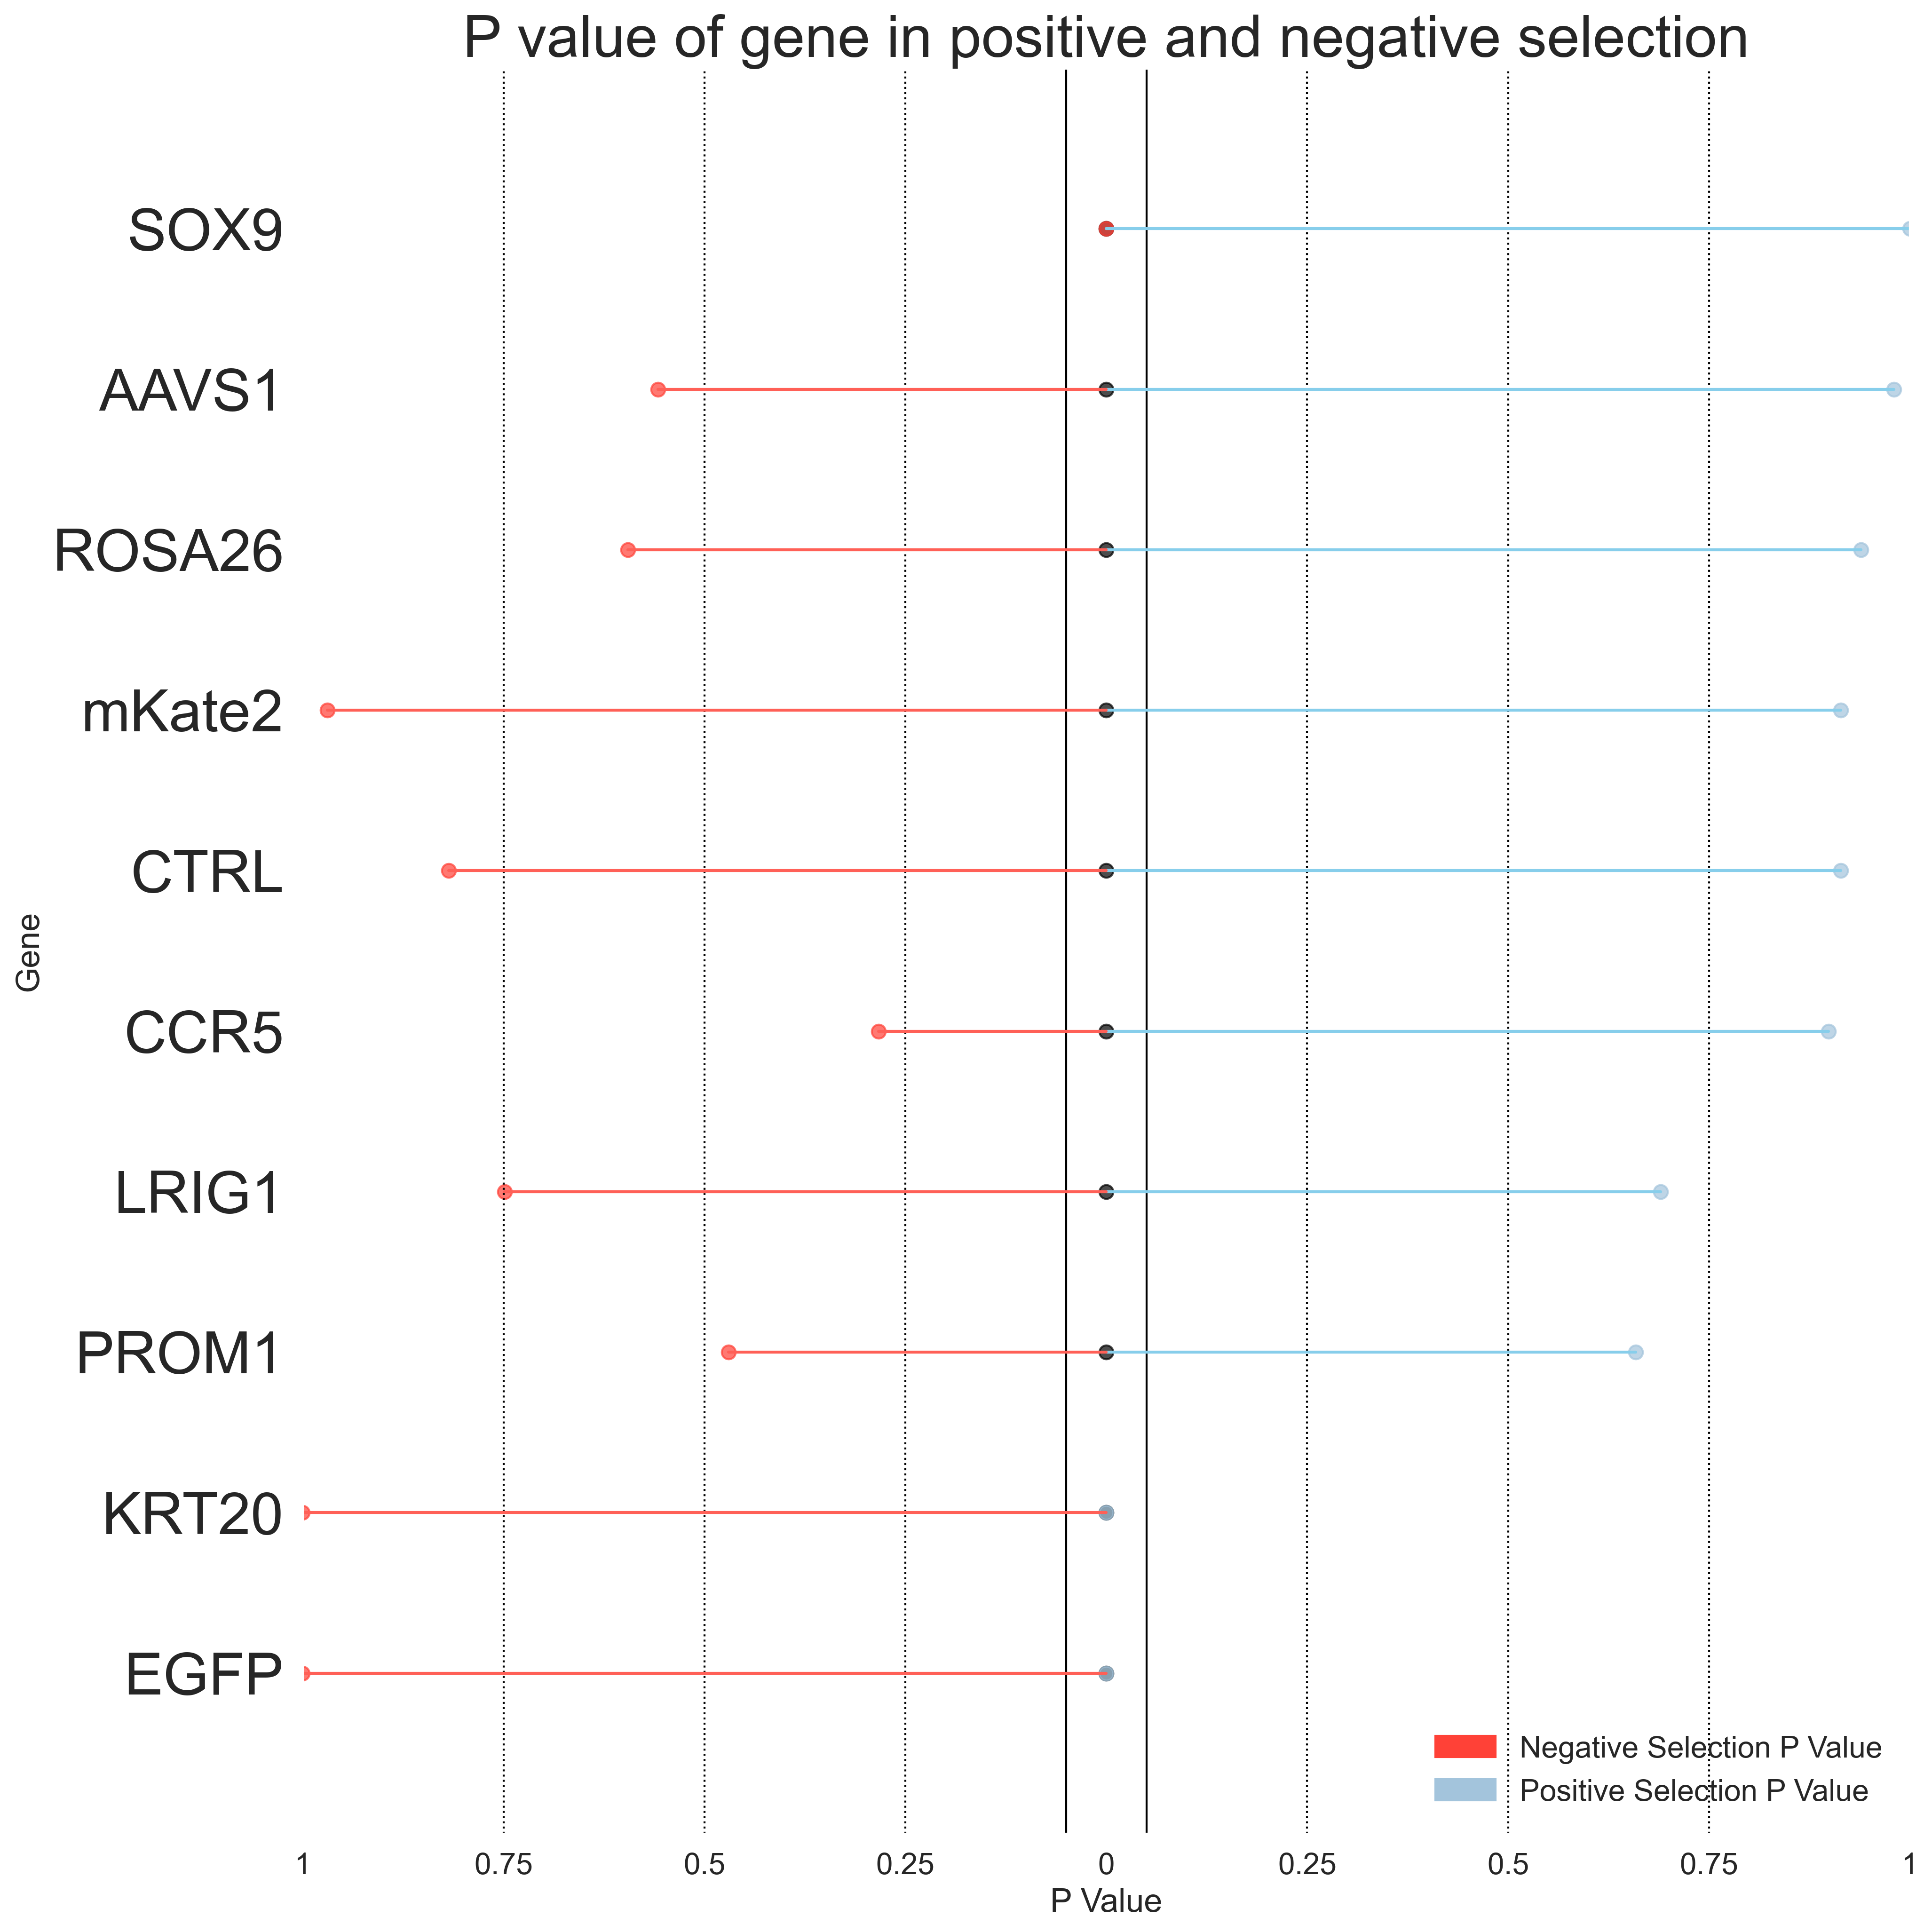 P value of gene in positive and negative selection
SOX9
AAVS1
ROSA26
mKate2
CTRL
CCR5
LRIG1
PROM1
KRT20
EGFP
Gene
Negative Selection P Value
Positive Selection P Value
1 0.75 0.5 0.25 0 0.25 0.5 0.75 1
P Value